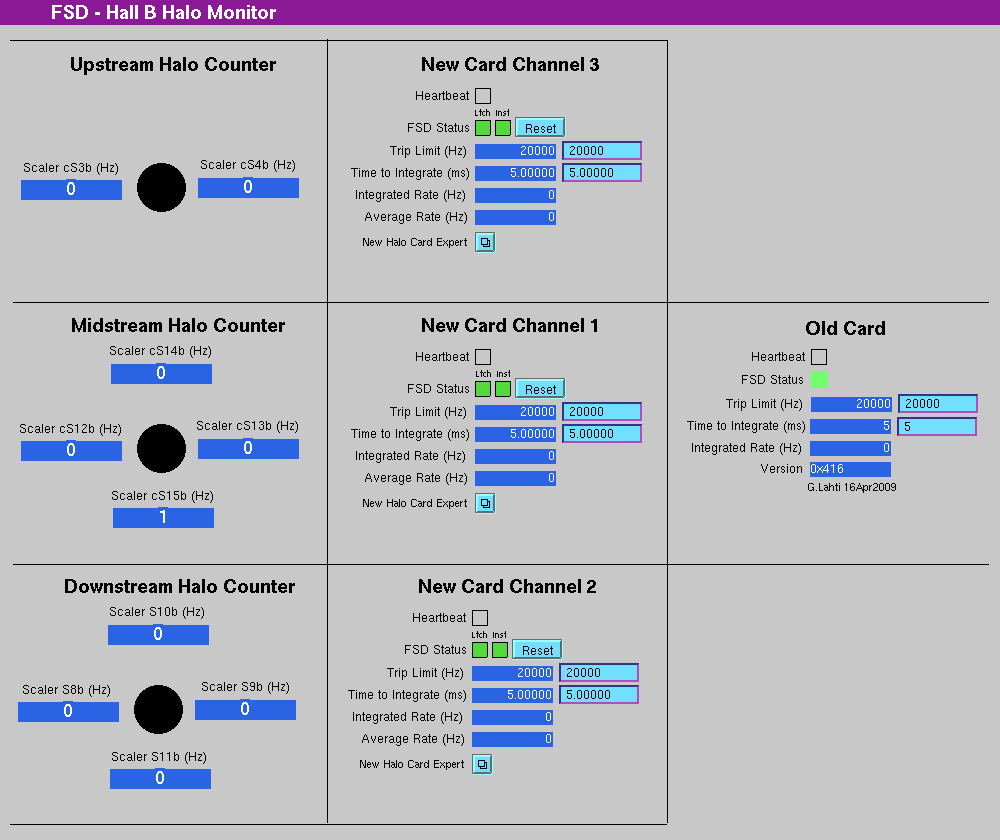 FSD - Hall B Halo Monitor
Upstream Halo Counter
Scaler cS3b (Hz)
0
Scaler cS4b (Hz)
0
New Card Channel 3
Heartbeat
Ltch Inst
FSD Status Reset
Trip Limit (Hz) 20000 20000
Time to Integrate (ms) 5.00000 5.00000
Integrated Rate (Hz) 0
Average Rate (Hz) 0
New Halo Card Expert
Midstream Halo Counter
Scaler cS14b (Hz)
0
Scaler cS12b (Hz)
0
Scaler cS13b (Hz)
0
Scaler cS15b (Hz)
1
New Card Channel 1
Heartbeat
Ltch Inst
FSD Status Reset
Trip Limit (Hz) 20000 20000
Time to Integrate (ms) 5.00000 5.00000
Integrated Rate (Hz) 0
Average Rate (Hz) 0
New Halo Card Expert
Old Card
Heartbeat
FSD Status
Trip Limit (Hz) 20000 20000
Time to Integrate (ms) 5 5
Integrated Rate (Hz) 0
Version 0x416
G.Lahti 16Apr2009
Downstream Halo Counter
Scaler S10b (Hz)
0
Scaler S8b (Hz)
0
Scaler S9b (Hz)
0
Scaler S11b (Hz)
0
New Card Channel 2
Heartbeat
Ltch Inst
FSD Status Reset
Trip Limit (Hz) 20000 20000
Time to Integrate (ms) 5.00000 5.00000
Integrated Rate (Hz) 0
Average Rate (Hz) 0
New Halo Card Expert